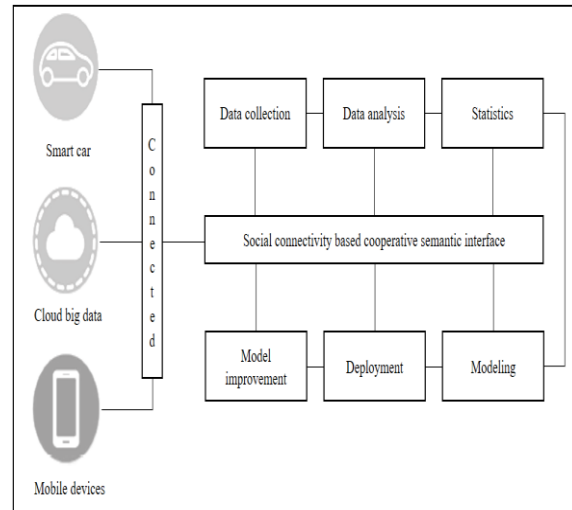 Smart car
Cloud big data
Mobile devices
Connected
Data collection
Data analysis
Statistics
Social connectivity based cooperative semantic interface
Model
improvement
Deployment
Modeling